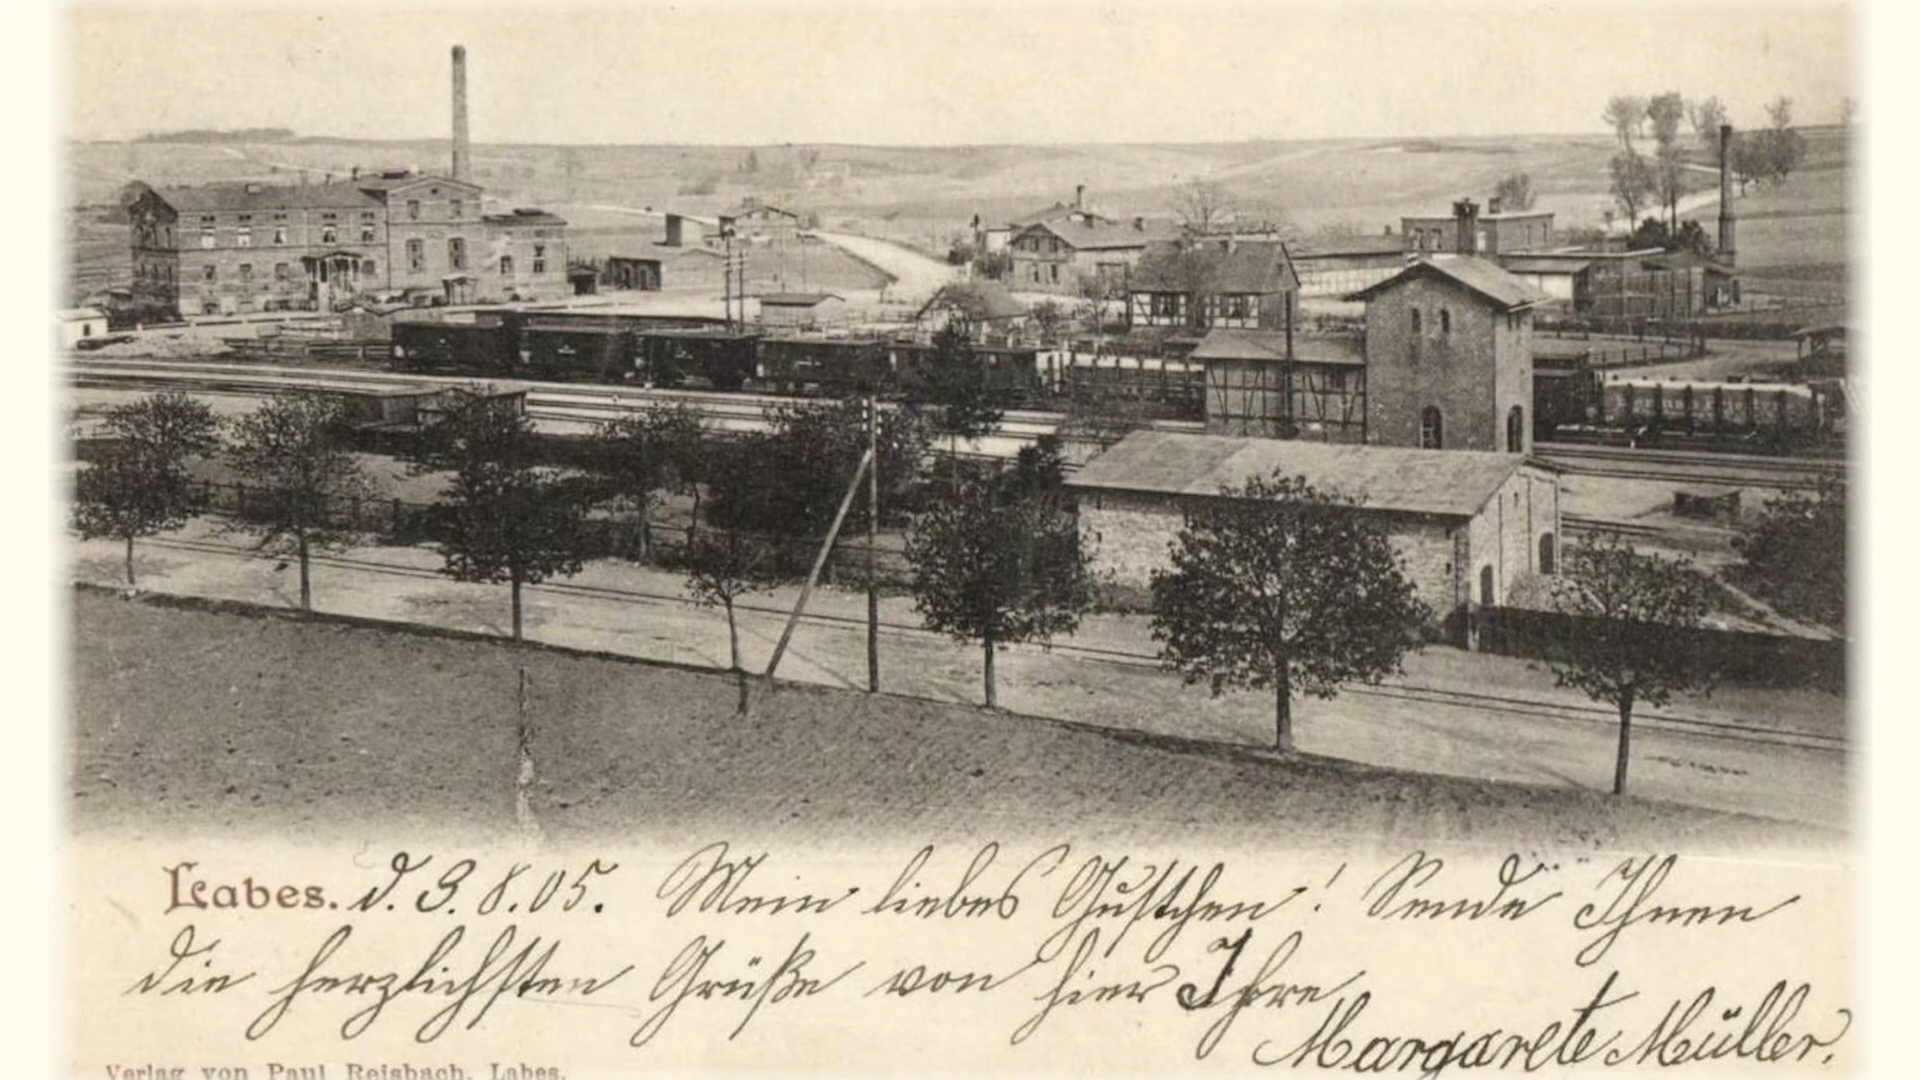 Labes. d. 3.8.05. Mein liebes Gustchen! Sende Ihnen
die herzlichsten Grüße von hier Ihre
Margarete Müller.
Verlag von Paul Reisbach, Labes.